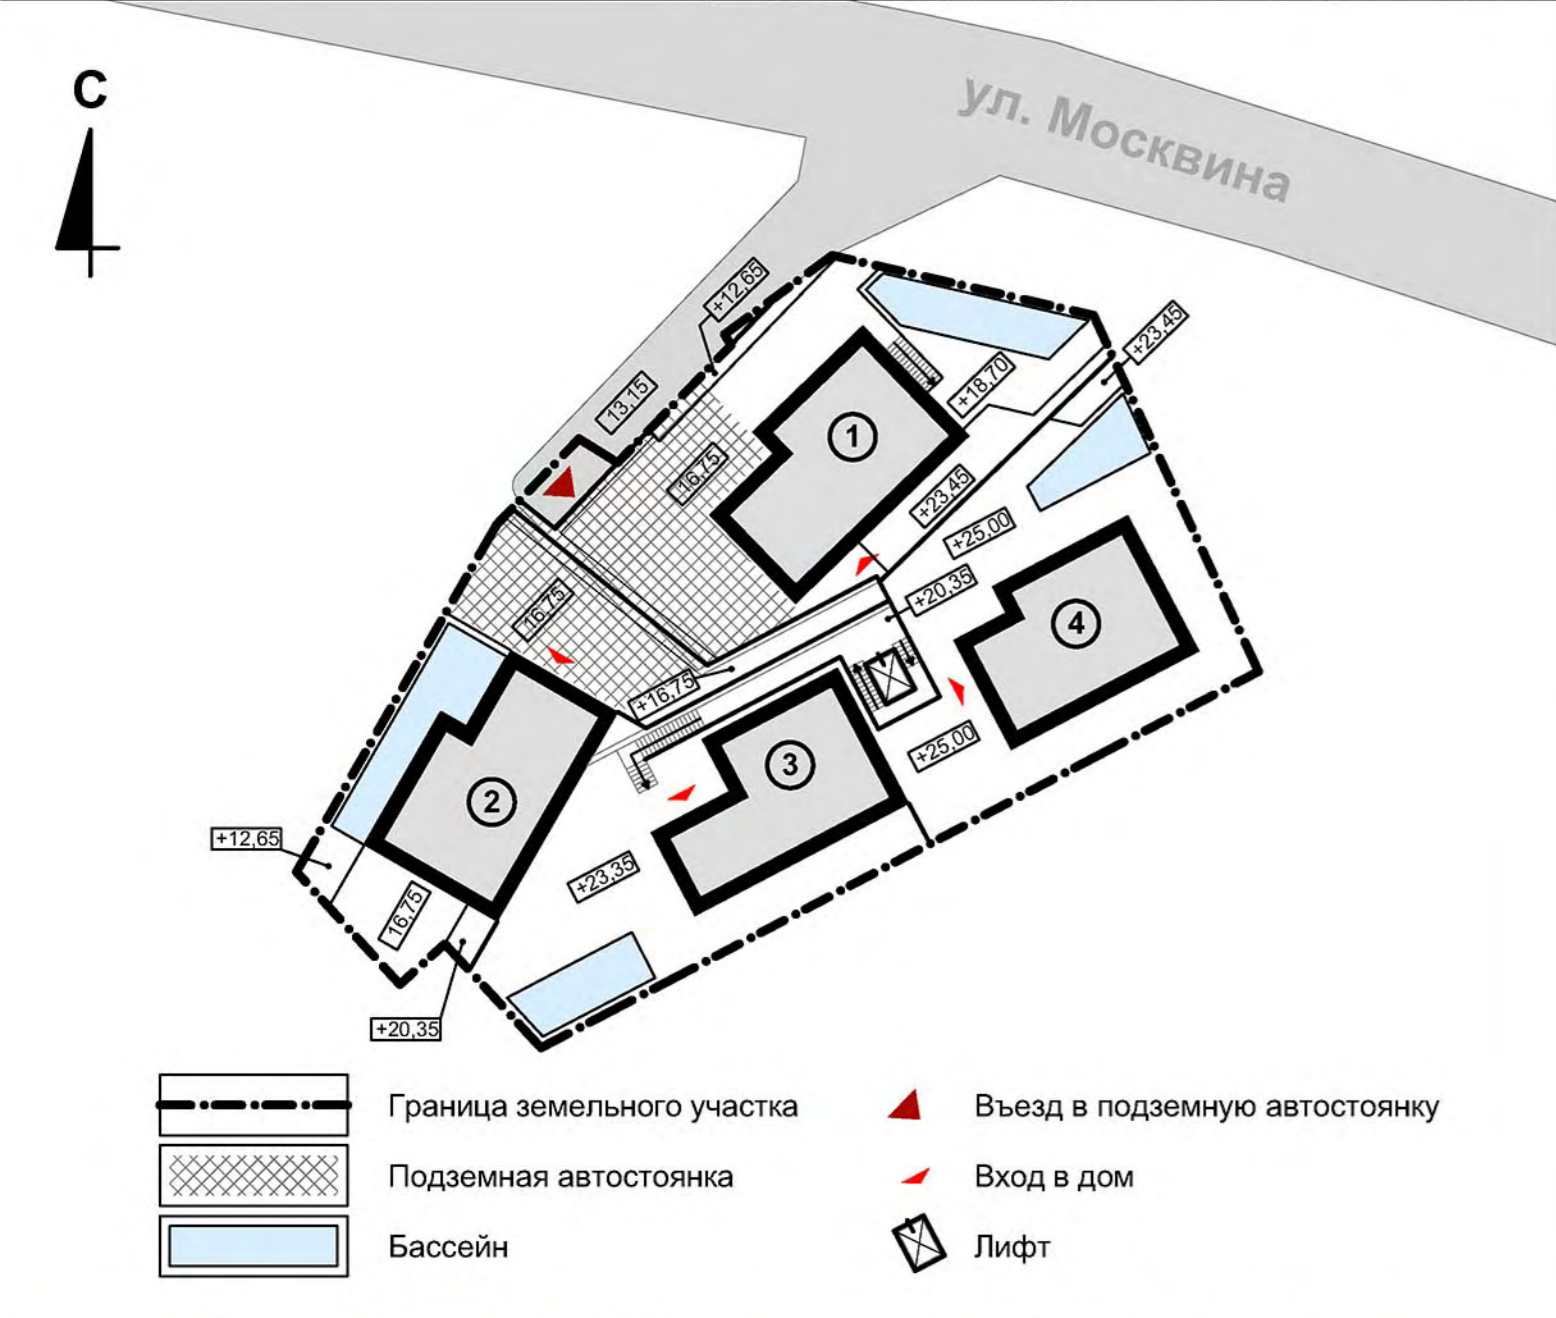 ул. Москвина
С
+12,65
+23,45
13,15
+18,70
1
16,75
+23,45
+25,00
+20,35
16,75
4
+16,75
+25,00
3
2
+12,65
+23,35
16,75
+20,35
Граница земельного участка
Въезд в подземную автостоянку
Подземная автостоянка
Вход в дом
Бассейн
Лифт